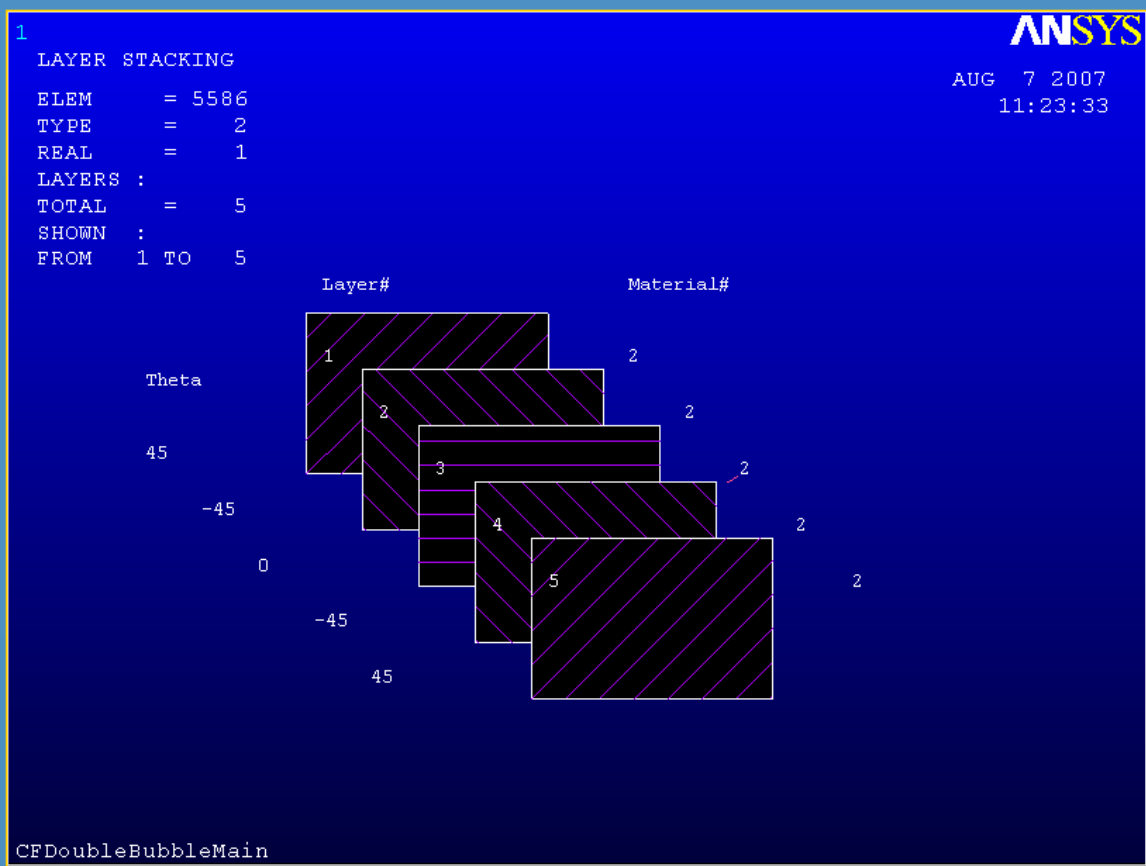 1
ANSYS
LAYER STACKING
AUG 7 2007
11:23:33
ELEM = 5586
TYPE = 2
REAL = 1
LAYERS :
TOTAL = 5
SHOWN :
FROM 1 TO 5
Layer# Material#
1 2
Theta
2 2
45
3 2
-45
4 2
0
5 2
-45
45
CFDoubleBubbleMain